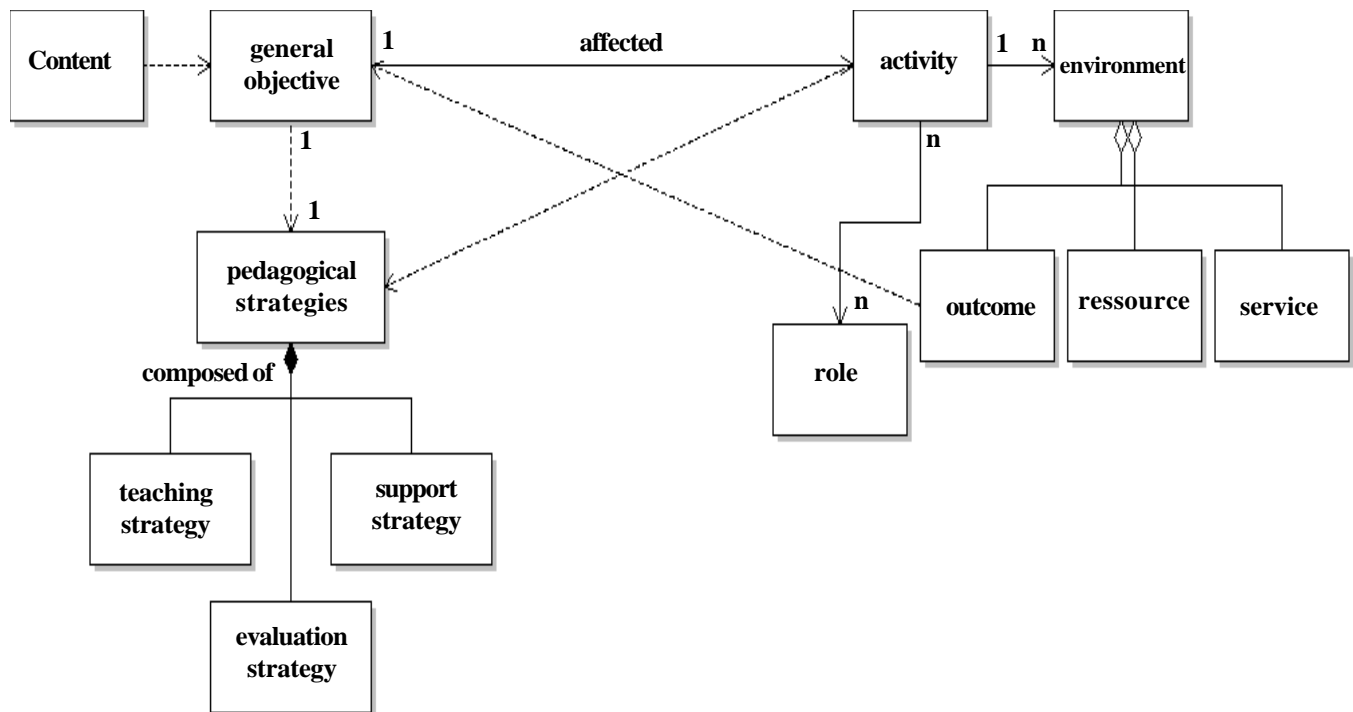 Content
general
objective
1
affected
activity
1
n
environment
1
n
1
pedagogical
strategies
n
outcome
ressource
service
role
composed of
teaching
strategy
support
strategy
evaluation
strategy